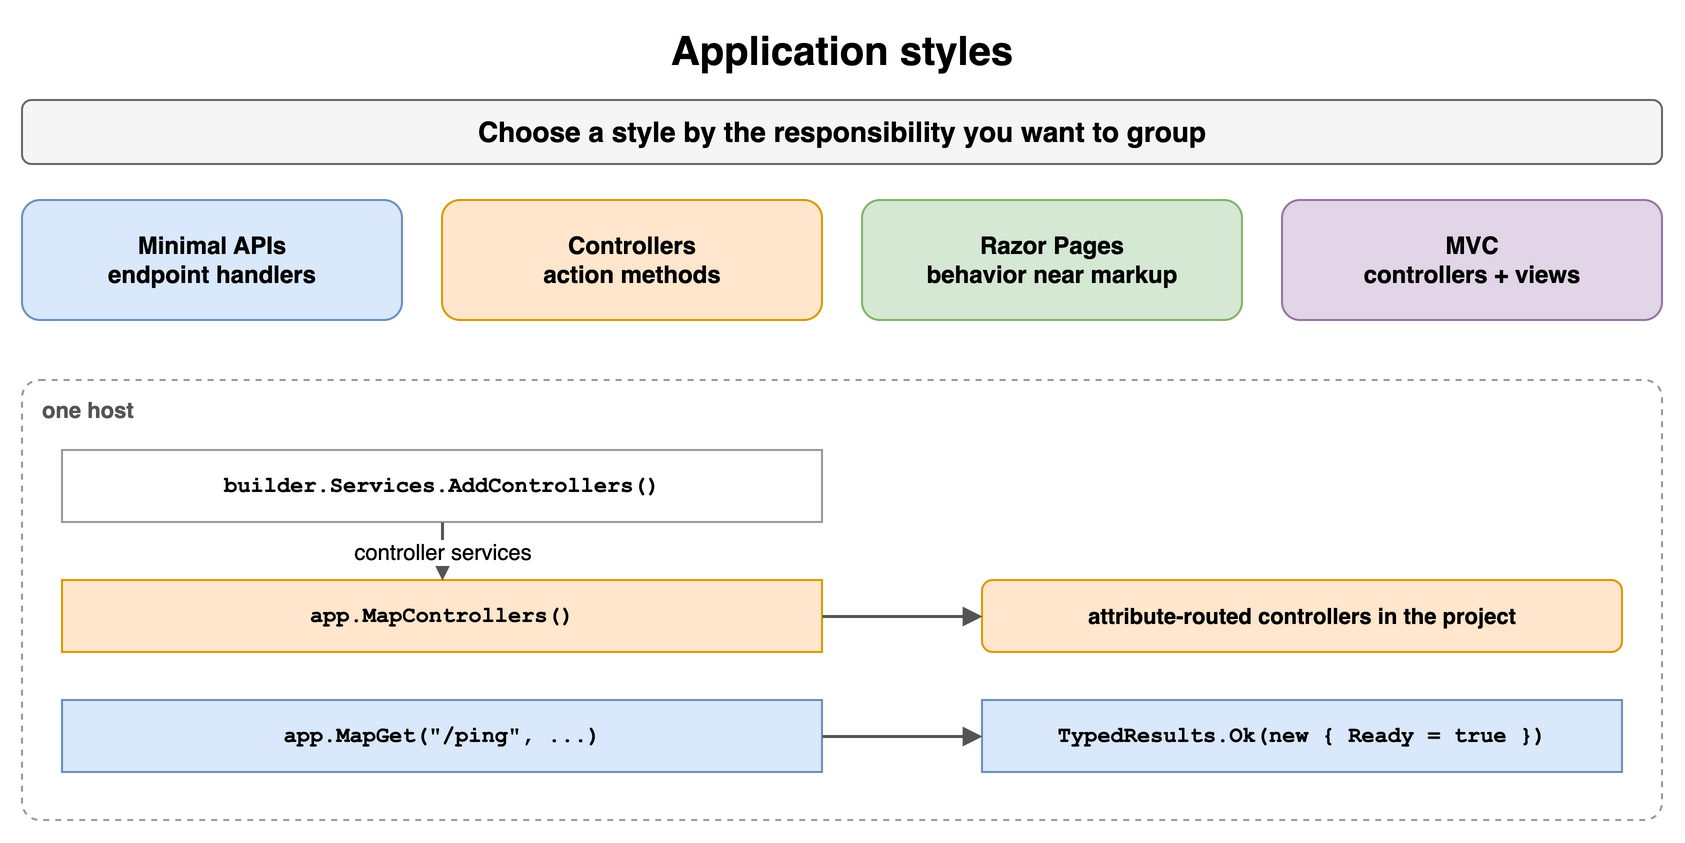 Application styles
Choose a style by the responsibility you want to group
Minimal APIs
endpoint handlers
Controllers
action methods
Razor Pages
behavior near markup
MVC
controllers + views
one host
builder.Services.AddControllers()
controller services
app.MapControllers()
attribute-routed controllers in the project
app.MapGet("/ping", ...)
TypedResults.Ok(new { Ready = true })